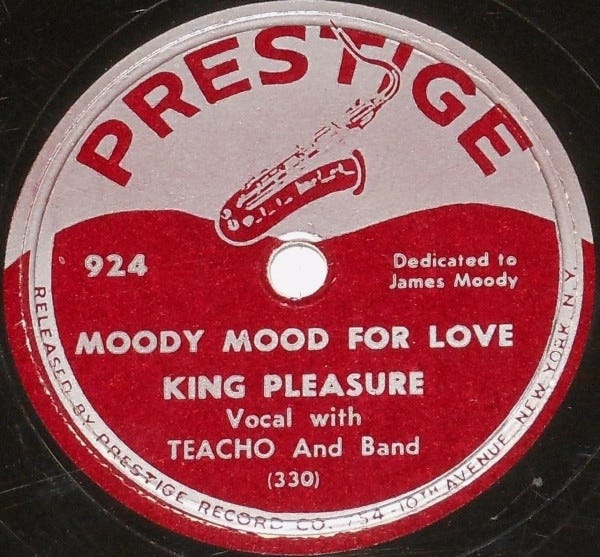 PRESTIGE
924
Dedicated to
James Moody
MOODY MOOD FOR LOVE
KING PLEASURE
Vocal with
TEACHO And Band
(330)
RELEASED BY PRESTIGE RECORD CO. 754-10TH AVENUE NEW YORK N.Y.